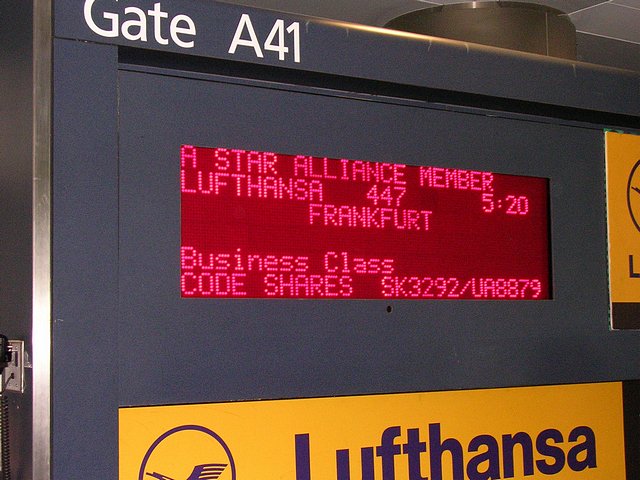 Gate A41
A STAR ALLIANCE MEMBER
LUFTHANSA 447 5:20
FRANKFURT
Business Class
CODE SHARES SK3292/UA8879
L
Lufthansa